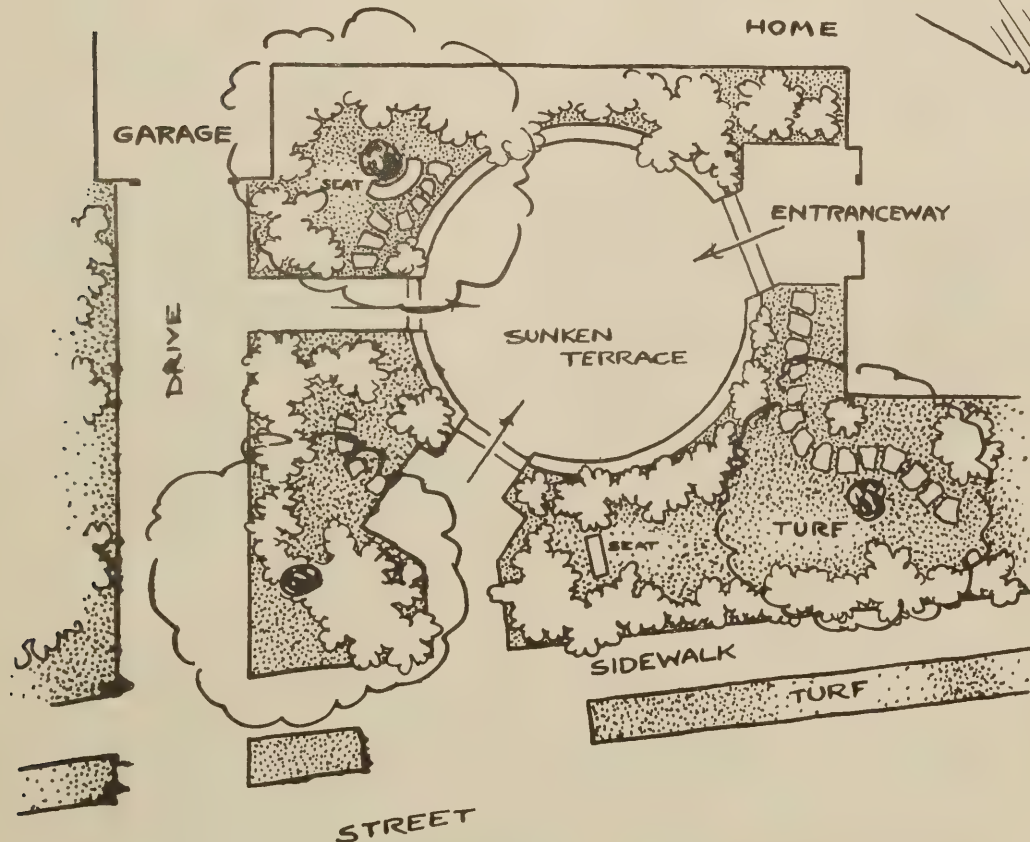 HOME
GARAGE
SEAT
ENTRANCEWAY
DRIVE
SUNKEN
TERRACE
TURF
SEAT
SIDEWALK
TURF
STREET